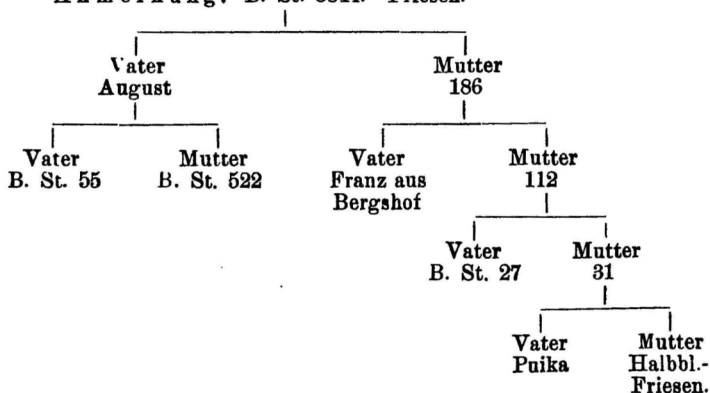 Vater Mutter
August 186
Vater Mutter Vater Mutter
B. St. 55 B. St. 522 Franz aus 112
Bergshof
Vater Mutter
B. St. 27 31
Vater Mutter
Puika Halbbl.-
Friesen.